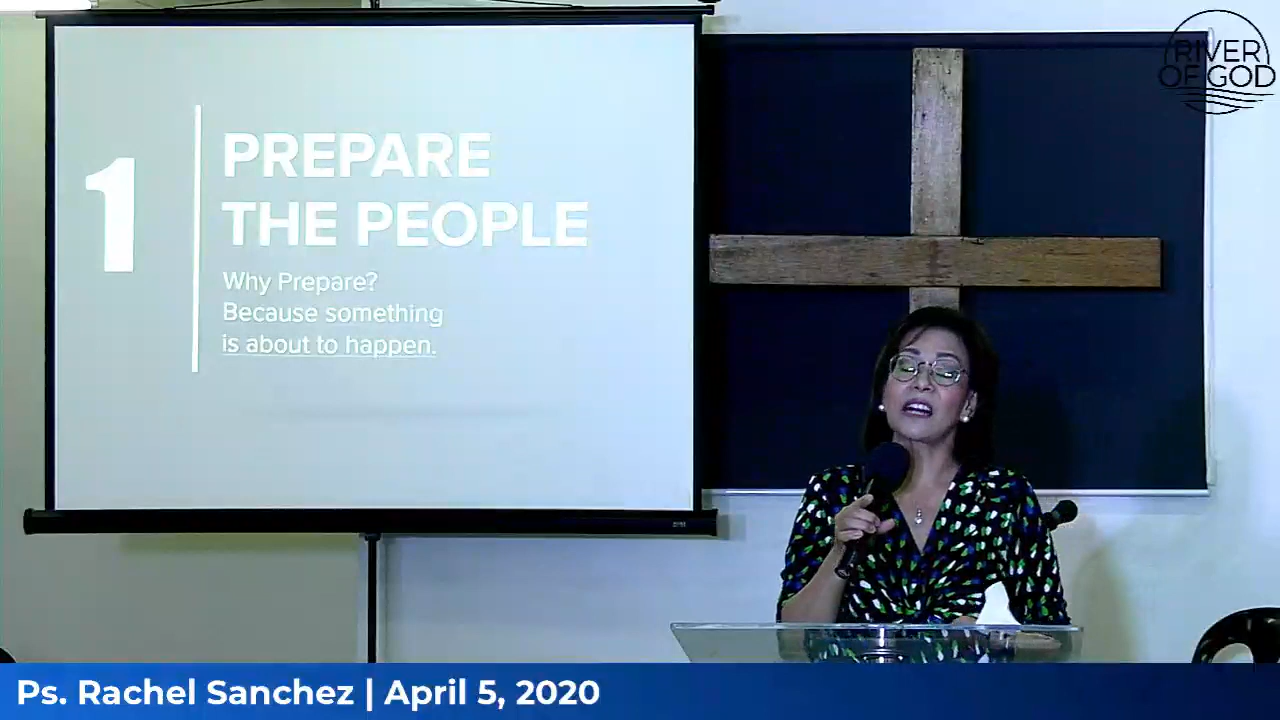 RIVER
OF GOD
1
PREPARE
THE PEOPLE
Why Prepare?
Because something
is about to happen.
Ps. Rachel Sanchez | April 5, 2020